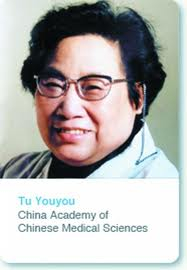 Tu Youyou
China Academy of
Chinese Medical Sciences